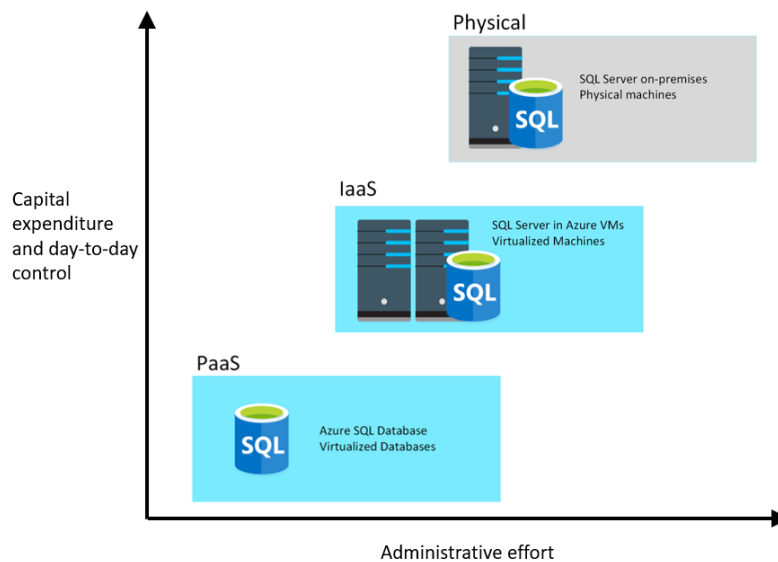 Physical
SQL Server on-premises
Physical machines
SQL
Capital
expenditure
and day-to-day
control
IaaS
SQL Server in Azure VMs
Virtualized Machines
SQL
PaaS
Azure SQL Database
Virtualized Databases
SQL
Administrative effort